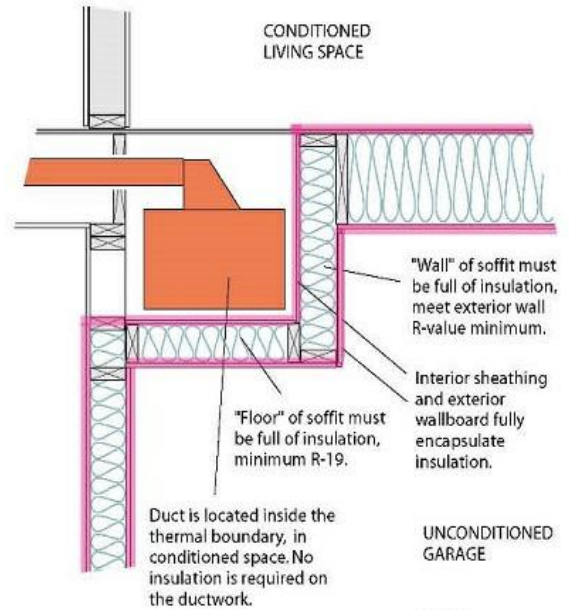 CONDITIONED
LIVING SPACE
"Wall" of soffit must
be full of insulation,
meet exterior wall
R-value minimum.
Interior sheathing
and exterior
wallboard fully
encapsulate
insulation.
"Floor" of soffit must
be full of insulation,
minimum R-19.
Duct is located inside the
thermal boundary, in
conditioned space. No
insulation is required on
the ductwork.
UNCONDITIONED
GARAGE